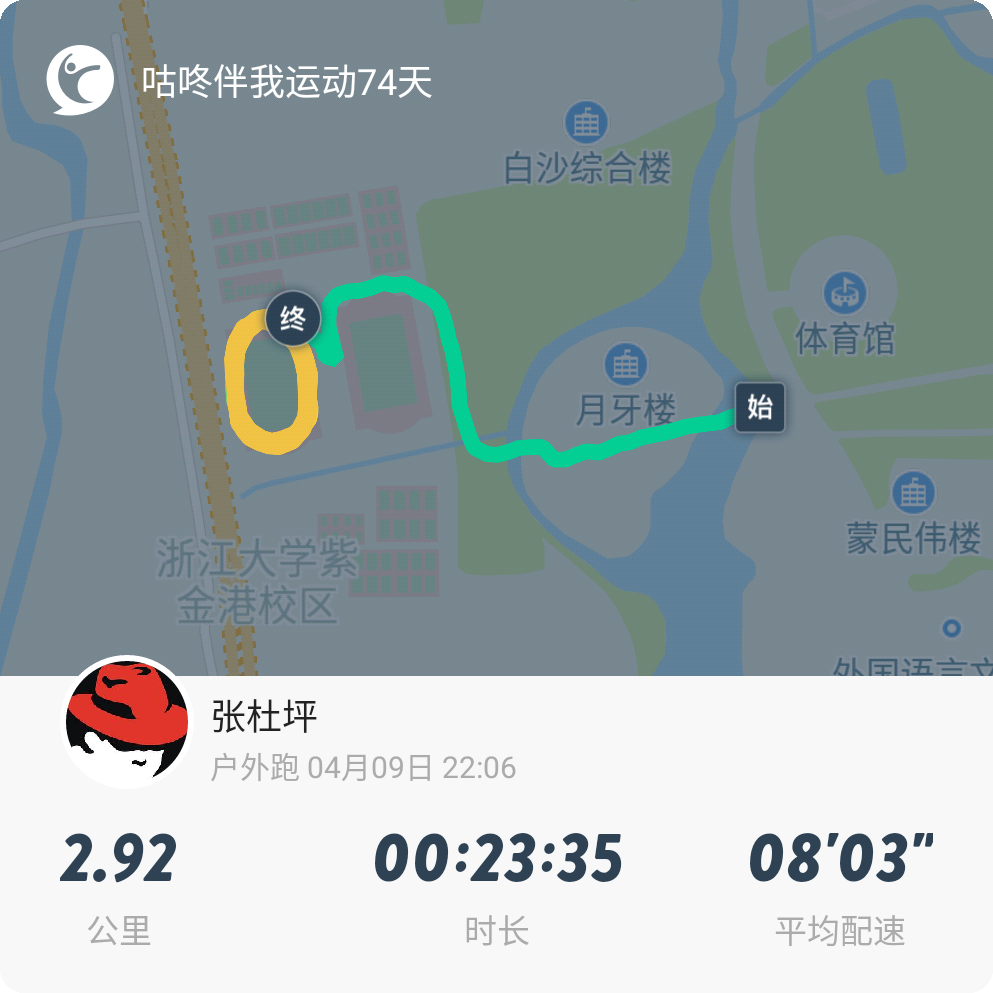 咕咚伴我运动74天
白沙综合楼
终
体育馆
月牙楼
始
蒙民伟楼
浙江大学紫
金港校区
外国语言文
张杜坪
户外跑 04月09日 22:06
2.92
00:23:35
08'03"
公里
时长
平均配速